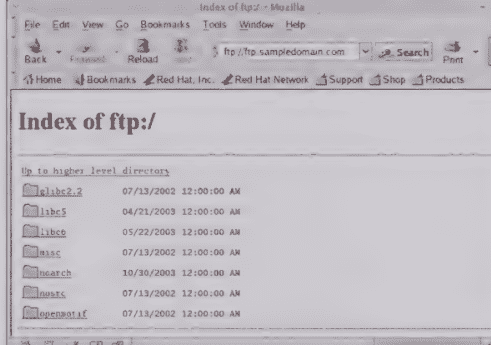 Index of ftp:/ - Mozilla
File Edit View Go Bookmarks Tools Window Help
Back Reload ftp://ftp.sampledomain.com Search Print
Home Bookmarks Red Hat, Inc. Red Hat Network Support Shop Products
Index of ftp:/
Up to higher level directory
glibc2.2 07/13/2002 12:00:00 AM
libc5 04/21/2003 12:00:00 AM
libc6 05/22/2003 12:00:00 AM
misc 07/13/2002 12:00:00 AM
noarch 10/30/2003 12:00:00 AM
nosrc 07/13/2002 12:00:00 AM
openmotif 07/13/2002 12:00:00 AM